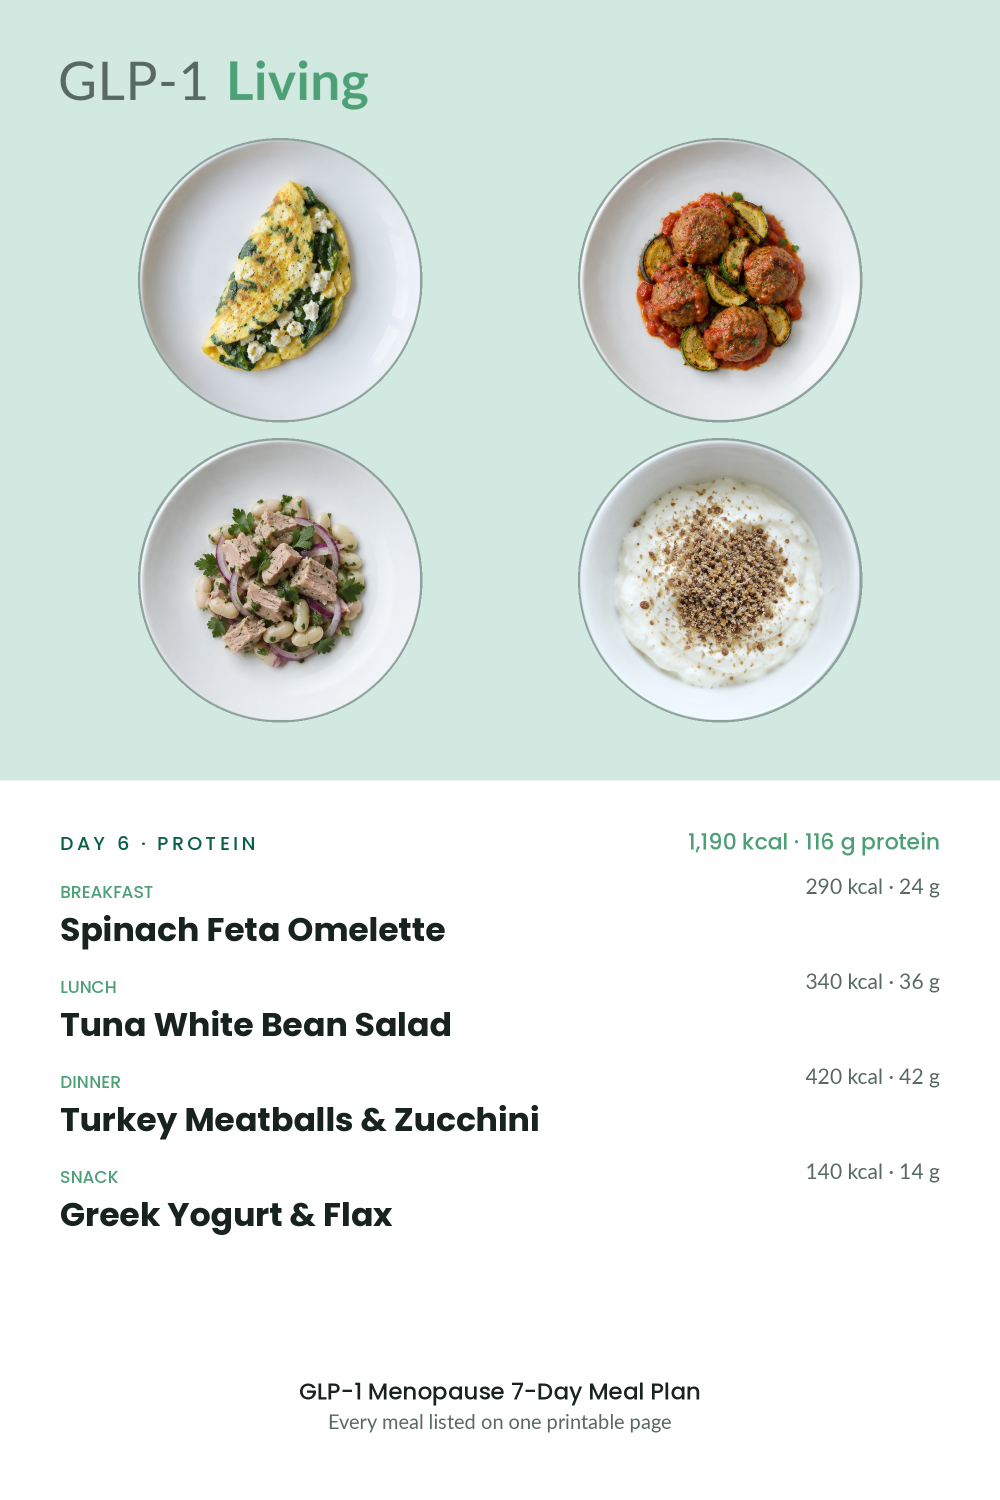 GLP-1 Living
DAY 6 · PROTEIN
1,190 kcal · 116 g protein
BREAKFAST
290 kcal · 24 g
Spinach Feta Omelette
LUNCH
340 kcal · 36 g
Tuna White Bean Salad
DINNER
420 kcal · 42 g
Turkey Meatballs & Zucchini
SNACK
140 kcal · 14 g
Greek Yogurt & Flax
GLP-1 Menopause 7-Day Meal Plan
Every meal listed on one printable page